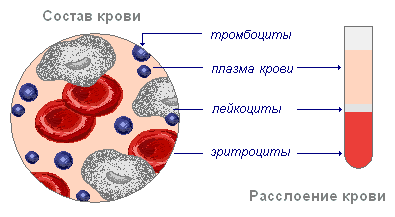 Состав крови
тромбоциты
плазма крови
лейкоциты
эритроциты
Расслоение крови